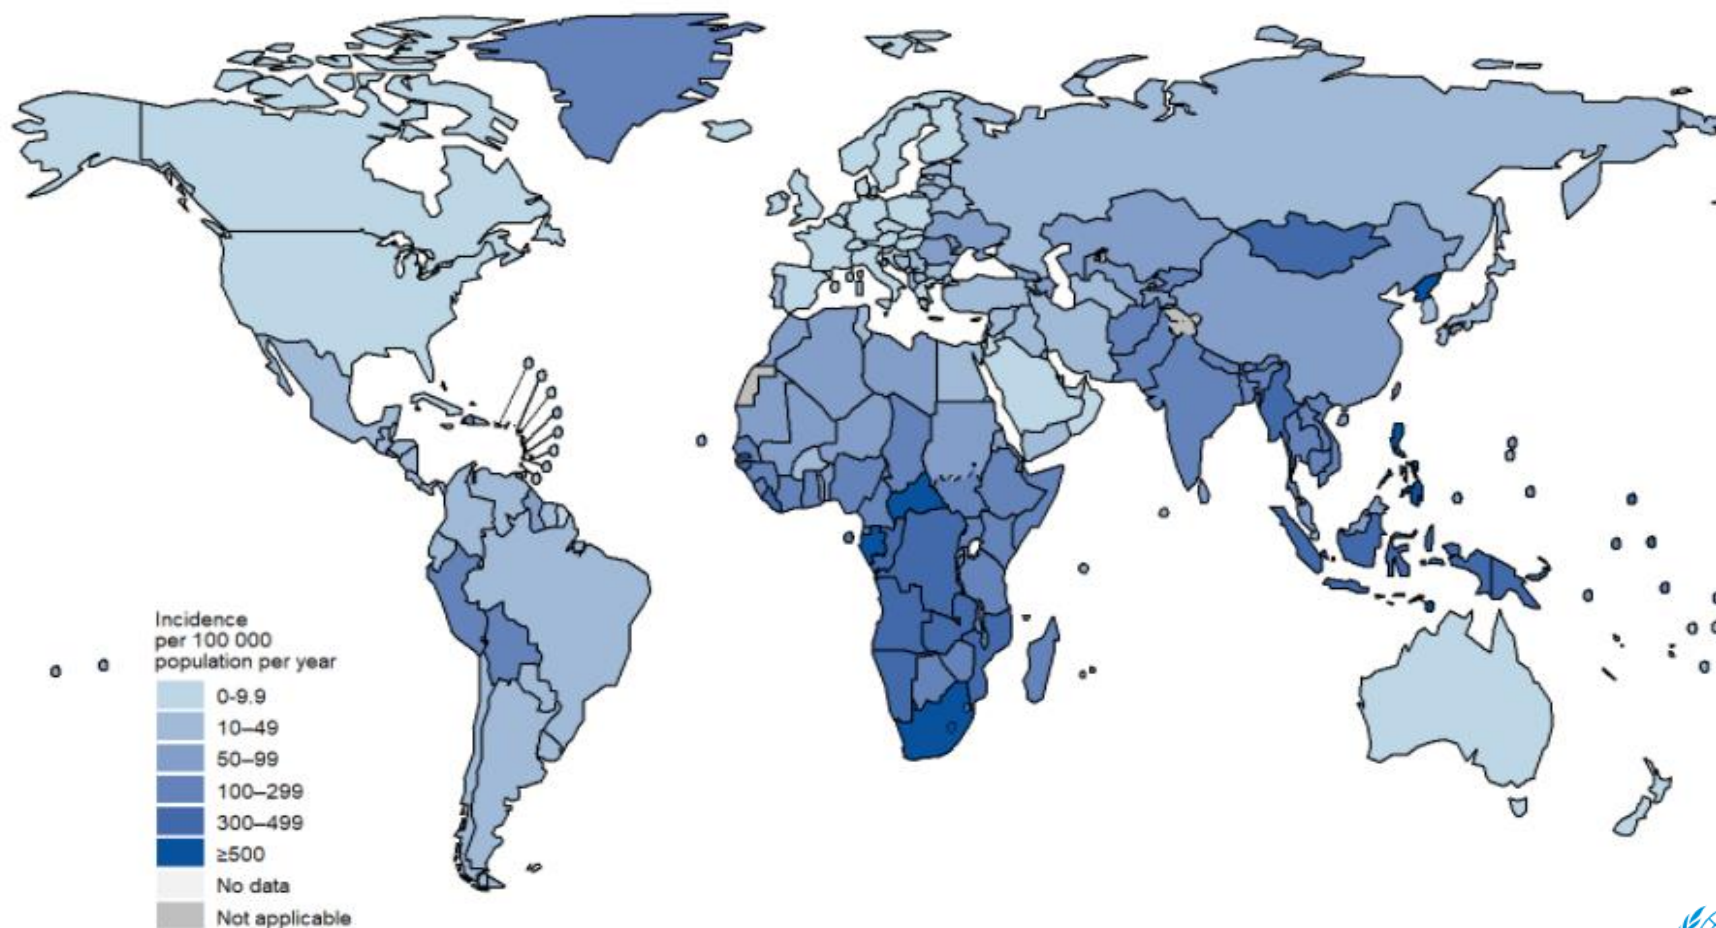 Incidence
per 100 000
population per year
0-9.9
10–49
50–99
100–299
300–499
≥500
No data
Not applicable